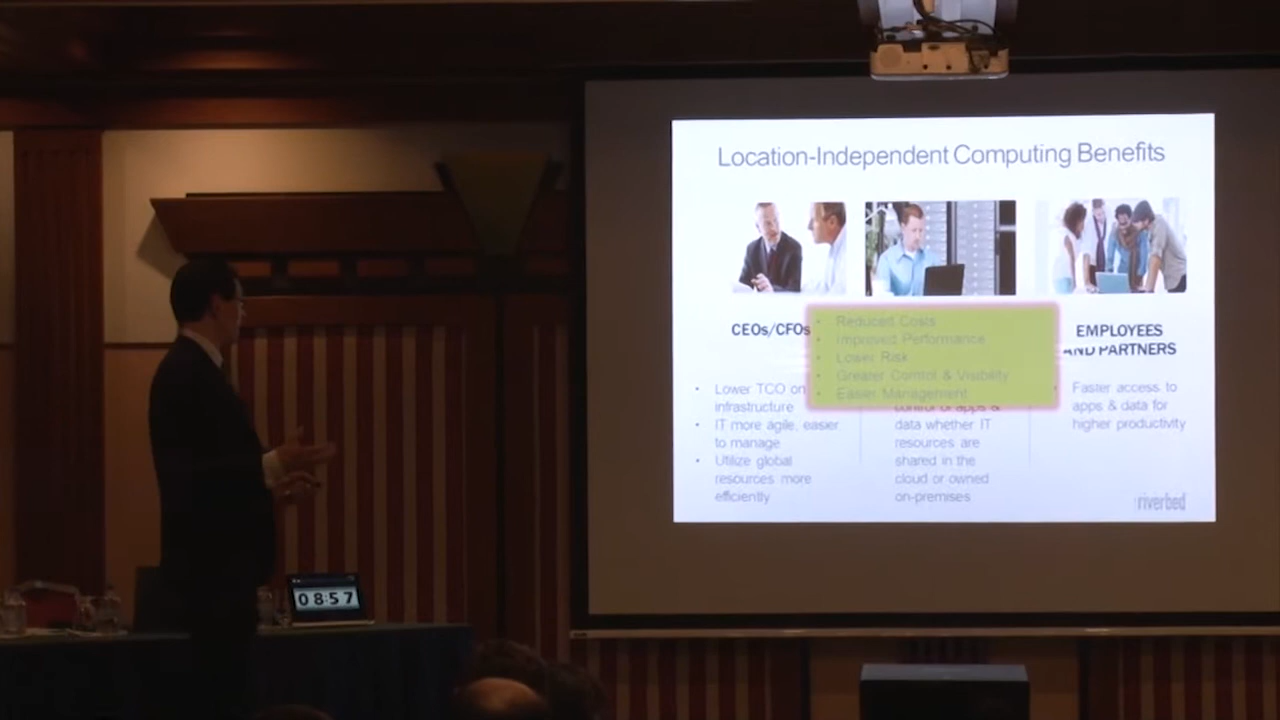 Location-Independent Computing Benefits
CEOs/CFOs
EMPLOYEES
AND PARTNERS
• Reduced Costs
• Improved Performance
• Lower Risk
• Greater Control & Visibility
• Easier Management
• Lower TCO on
infrastructure
• IT more agile, easier
to manage
• Utilize global
resources more
efficiently
control of apps &
data whether IT
resources are
shared in the
cloud or owned
on-premises
• Faster access to
apps & data for
higher productivity
riverbed
08:57